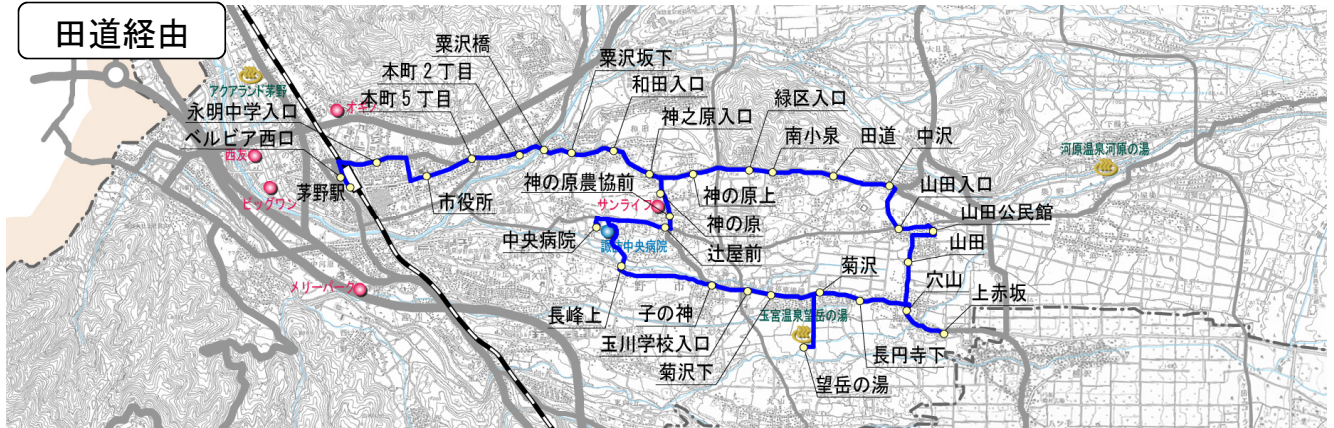 田道経由
粟沢橋
本町2丁目
本町5丁目
粟沢坂下
和田入口
神之原入口
緑区入口
南小泉
田道
中沢
アクアランド茅野
永明中学入口
ベルビア西口
オギノ
西友
ビッグワン
茅野駅
市役所
神の原農協前
サンライフ
神の原上
神の原
辻屋前
中央病院
諏訪中央病院
河原温泉河原の湯
山田入口
山田公民館
山田
穴山
上赤坂
菊沢
メリーパーク
長峰上
子の神
玉川学校入口
菊沢下
玉宮温泉望岳の湯
望岳の湯
長円寺下